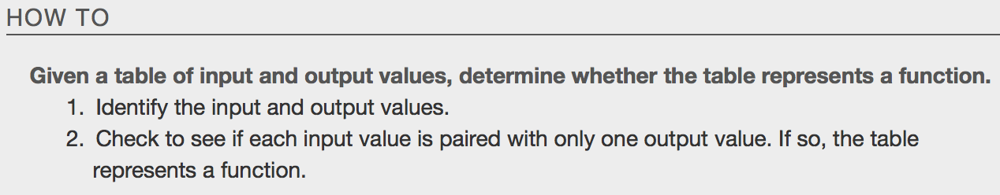 HOW TO
Given a table of input and output values, determine whether the table represents a function.
1. Identify the input and output values.
2. Check to see if each input value is paired with only one output value. If so, the table
represents a function.